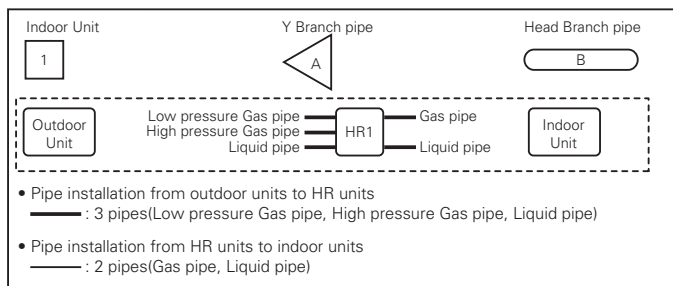 Indoor Unit
Y Branch pipe
Head Branch pipe
1
A
B
Outdoor
Unit
Low pressure Gas pipe
High pressure Gas pipe
Liquid pipe
HR1
Gas pipe
Liquid pipe
Indoor
Unit
• Pipe installation from outdoor units to HR units
: 3 pipes(Low pressure Gas pipe, High pressure Gas pipe, Liquid pipe)
• Pipe installation from HR units to indoor units
: 2 pipes(Gas pipe, Liquid pipe)